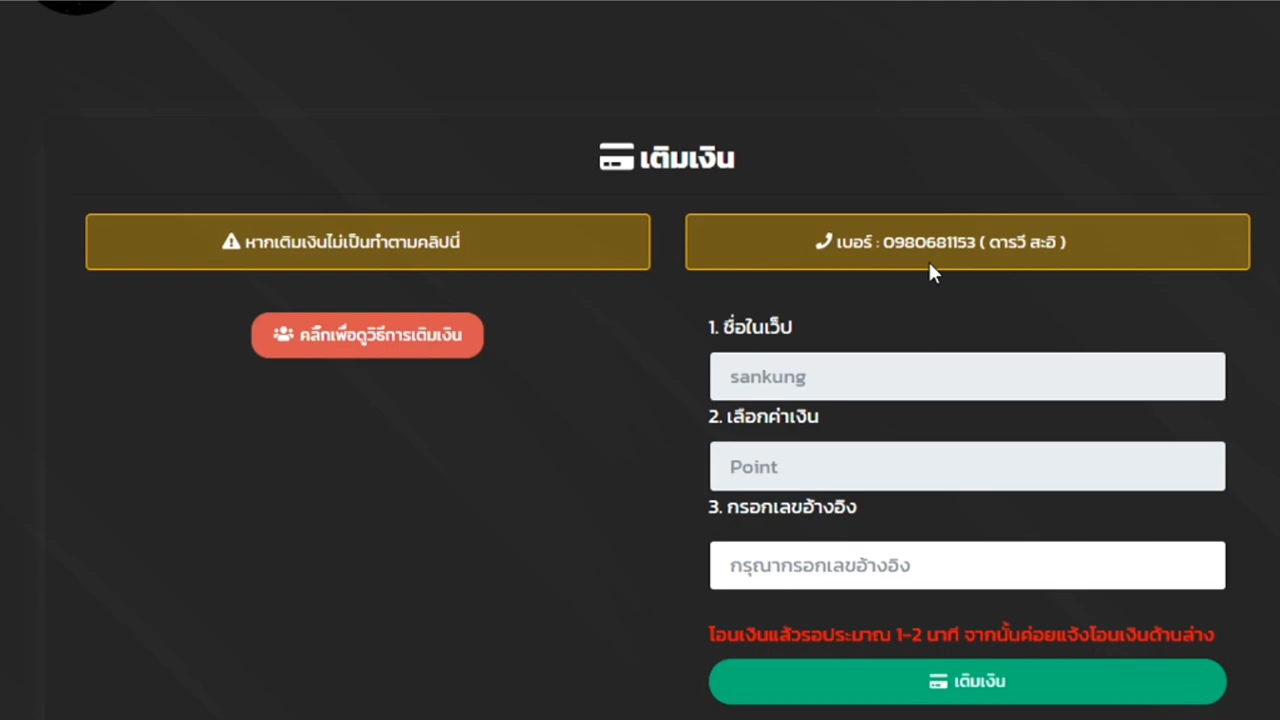 เติมเงิน
หากเติมเงินไม่เป็นทำตามคลิปนี่
เบอร์ : 0980681153 ( ดารวี สะอิ )
คลิ๊กเพื่อดูวิธีการเติมเงิน
1. ชื่อในเว็ป
sankung
2. เลือกค่าเงิน
Point
3. กรอกเลขอ้างอิง
กรุณากรอกเลขอ้างอิง
โอนเงินแล้วรอประมาณ 1-2 นาที จากนั้นค่อยแจ้งโอนเงินด้านล่าง
เติมเงิน